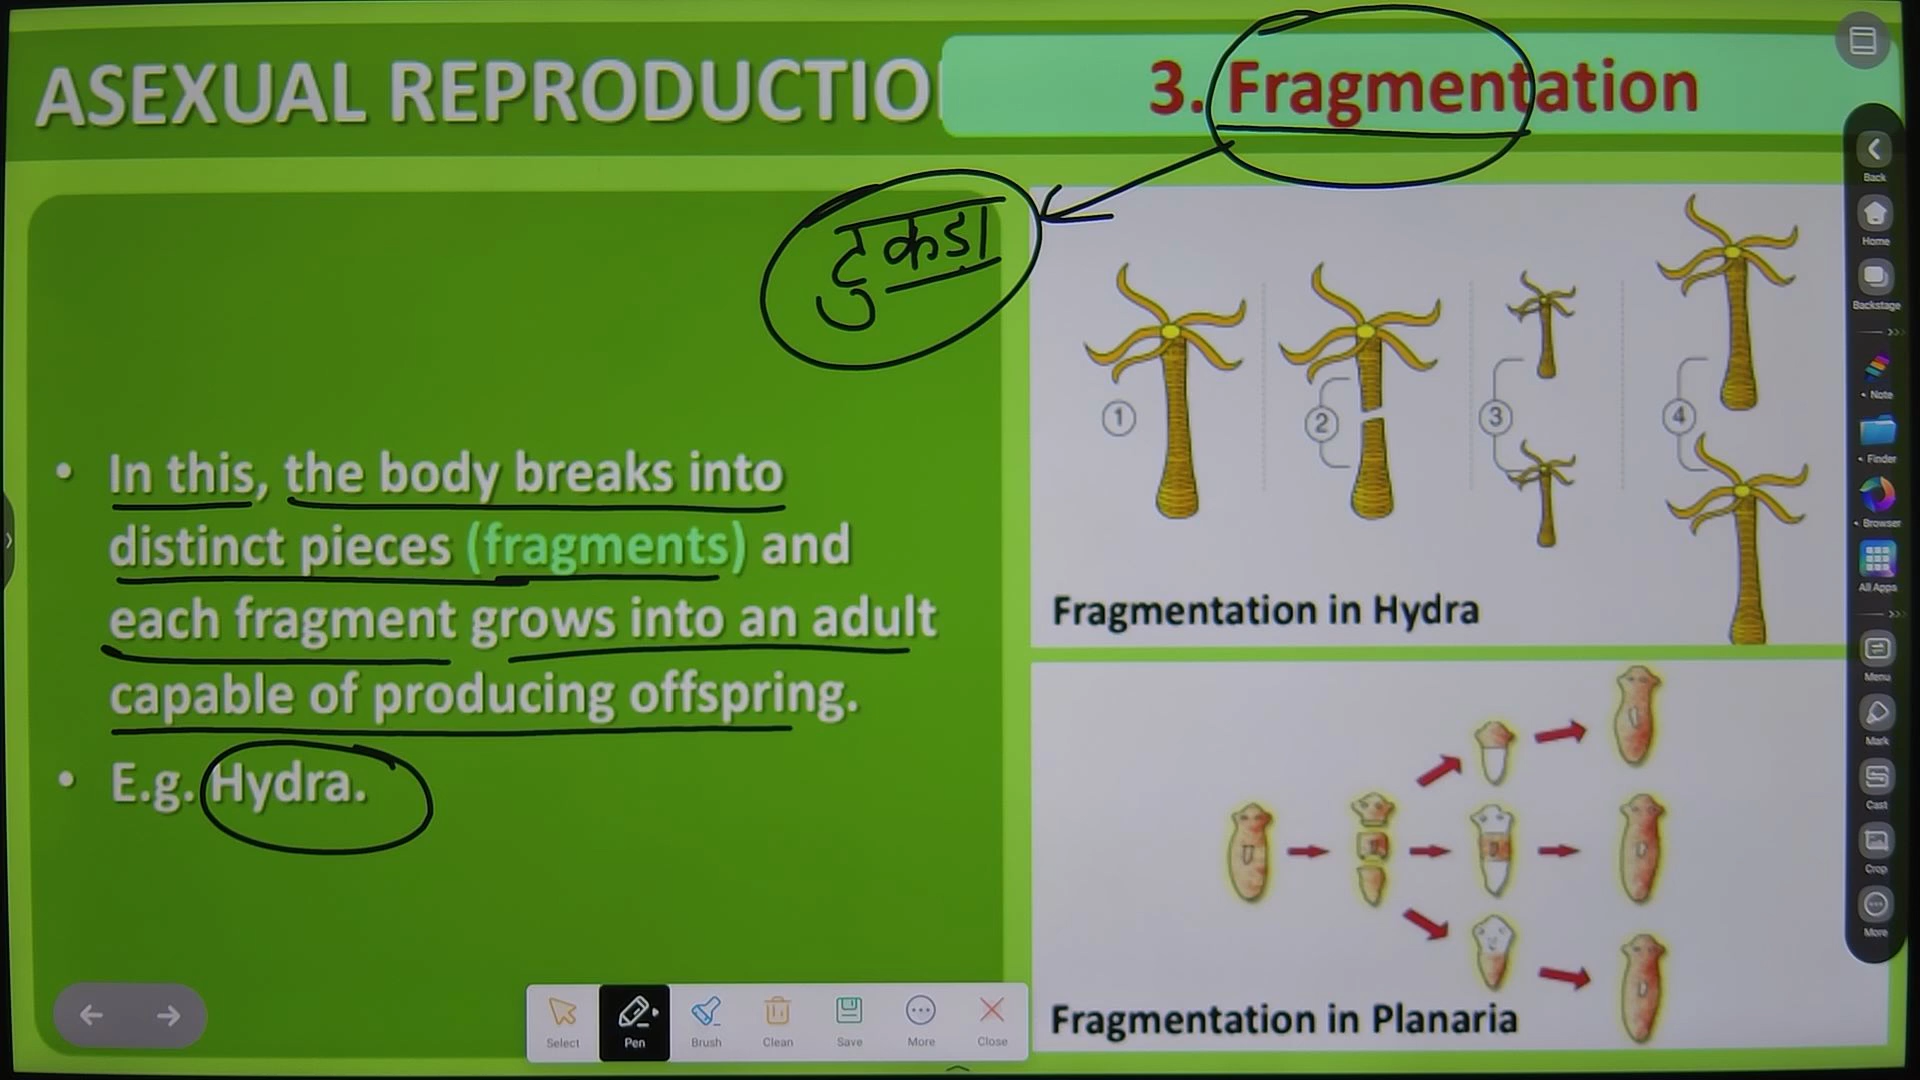 ASEXUAL REPRODUCTIO
3. Fragmentation
टुकडा
• In this, the body breaks into
distinct pieces (fragments) and
each fragment grows into an adult
capable of producing offspring.
• E.g. Hydra.
1
2
3
4
Fragmentation in Hydra
Fragmentation in Planaria
Back
Home
Backstage
Note
Finder
Browser
All Apps
Menu
Mark
Cast
Crop
More
Select
Pen
Brush
Clean
Save
More
Close